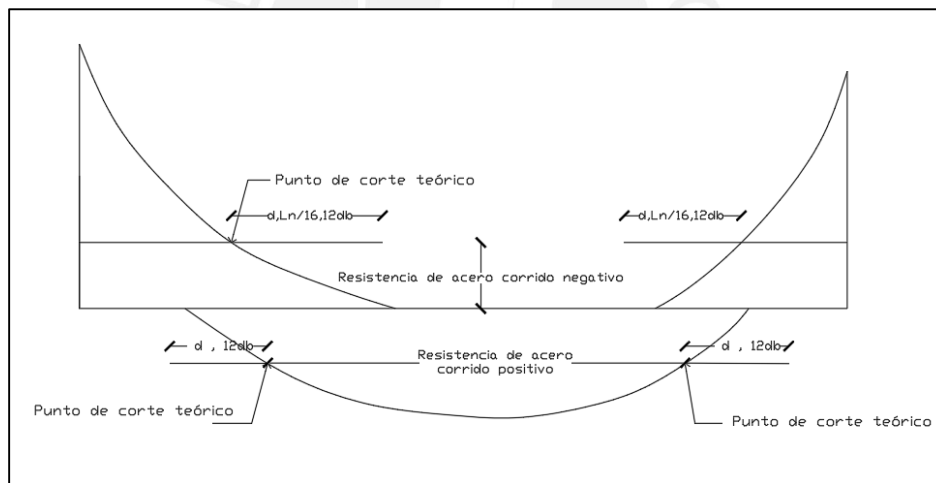 Punto de corte teórico
d,Ln/16,12db
d,Ln/16,12db
Resistencia de acero corrido negativo
d , 12db
Resistencia de acero
corrido positivo
d , 12db
Punto de corte teórico
Punto de corte teórico